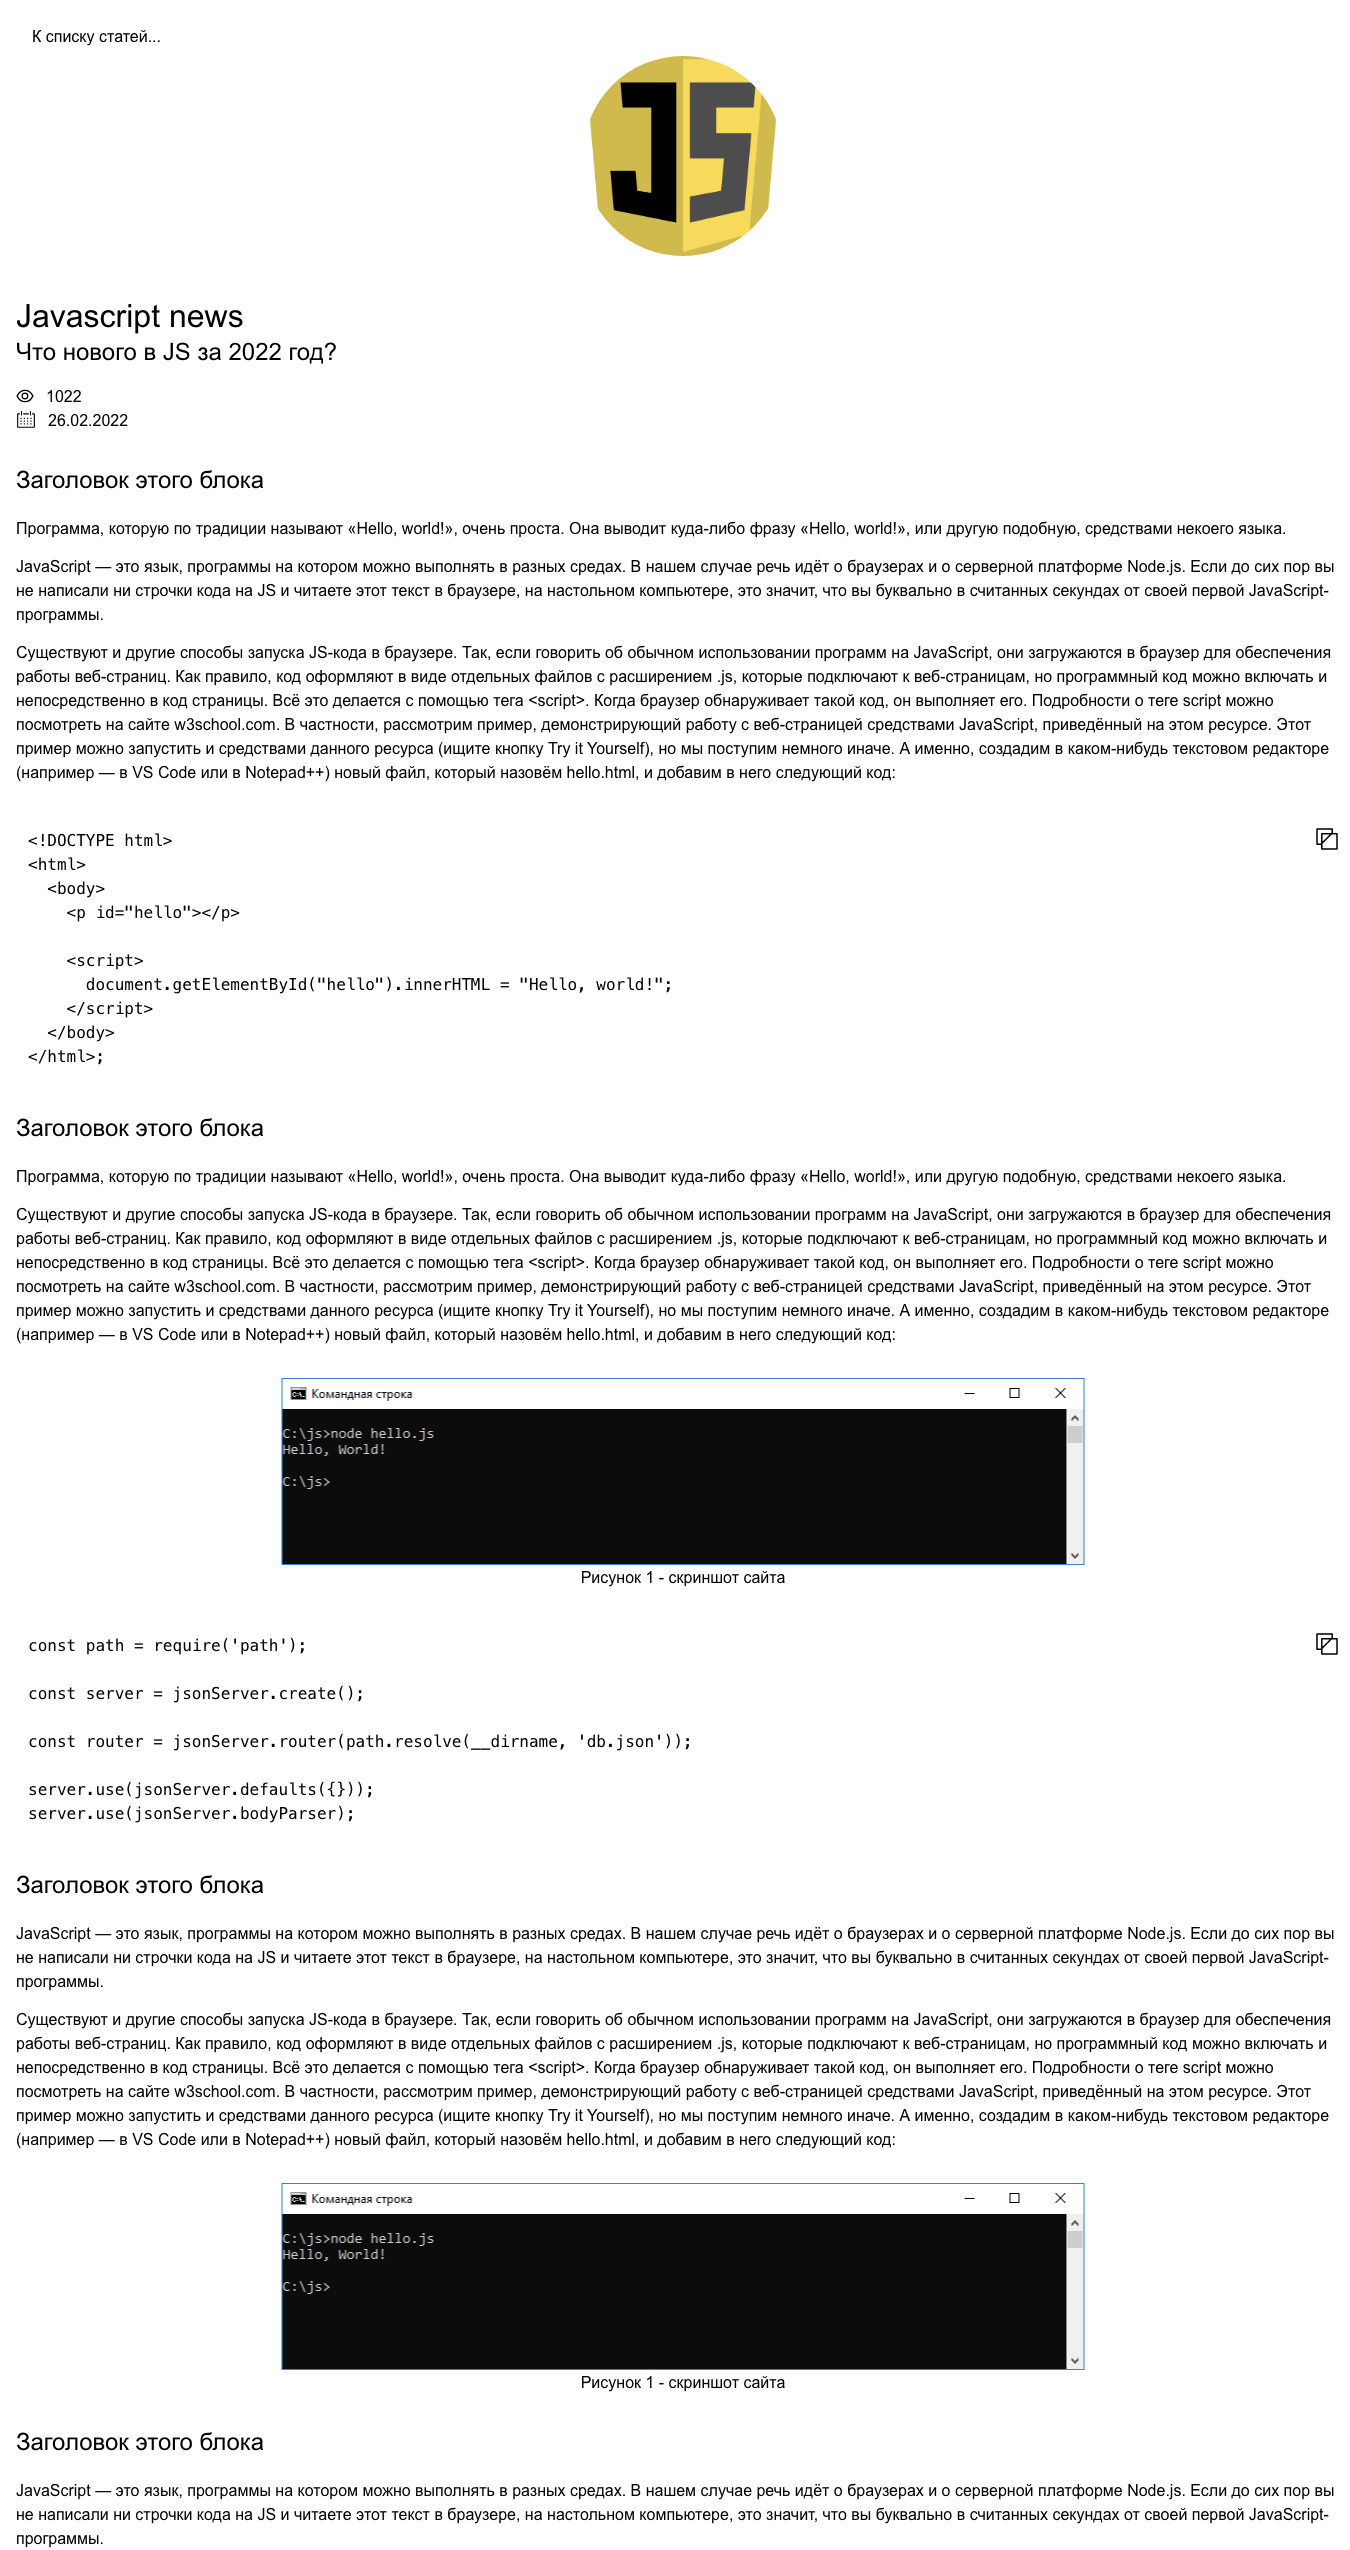 К списку статей...
JS
Javascript news
Что нового в JS за 2022 год?
1022
26.02.2022
Заголовок этого блока
Программа, которую по традиции называют «Hello, world!», очень проста. Она выводит куда-либо фразу «Hello, world!», или другую подобную, средствами некоего языка.
JavaScript — это язык, программы на котором можно выполнять в разных средах. В нашем случае речь идёт о браузерах и о серверной платформе Node.js. Если до сих пор вы
не написали ни строчки кода на JS и читаете этот текст в браузере, на настольном компьютере, это значит, что вы буквально в считанных секундах от своей первой JavaScript-
программы.
Существуют и другие способы запуска JS-кода в браузере. Так, если говорить об обычном использовании программ на JavaScript, они загружаются в браузер для обеспечения
работы веб-страниц. Как правило, код оформляют в виде отдельных файлов с расширением .js, которые подключают к веб-страницам, но программный код можно включать и
непосредственно в код страницы. Всё это делается с помощью тега <script>. Когда браузер обнаруживает такой код, он выполняет его. Подробности о теге script можно
посмотреть на сайте w3school.com. В частности, рассмотрим пример, демонстрирующий работу с веб-страницей средствами JavaScript, приведённый на этом ресурсе. Этот
пример можно запустить и средствами данного ресурса (ищите кнопку Try it Yourself), но мы поступим немного иначе. А именно, создадим в каком-нибудь текстовом редакторе
(например — в VS Code или в Notepad++) новый файл, который назовём hello.html, и добавим в него следующий код:
<!DOCTYPE html>
<html>
  <body>
    <p id="hello"></p>
    <script>
      document.getElementById("hello").innerHTML = "Hello, world!";
    </script>
  </body>
</html>;
Заголовок этого блока
Программа, которую по традиции называют «Hello, world!», очень проста. Она выводит куда-либо фразу «Hello, world!», или другую подобную, средствами некоего языка.
Существуют и другие способы запуска JS-кода в браузере. Так, если говорить об обычном использовании программ на JavaScript, они загружаются в браузер для обеспечения
работы веб-страниц. Как правило, код оформляют в виде отдельных файлов с расширением .js, которые подключают к веб-страницам, но программный код можно включать и
непосредственно в код страницы. Всё это делается с помощью тега <script>. Когда браузер обнаруживает такой код, он выполняет его. Подробности о теге script можно
посмотреть на сайте w3school.com. В частности, рассмотрим пример, демонстрирующий работу с веб-страницей средствами JavaScript, приведённый на этом ресурсе. Этот
пример можно запустить и средствами данного ресурса (ищите кнопку Try it Yourself), но мы поступим немного иначе. А именно, создадим в каком-нибудь текстовом редакторе
(например — в VS Code или в Notepad++) новый файл, который назовём hello.html, и добавим в него следующий код:
Командная строка
C:\js>node hello.js
Hello, World!
C:\js>
Рисунок 1 - скриншот сайта
const path = require('path');
const server = jsonServer.create();
const router = jsonServer.router(path.resolve(__dirname, 'db.json'));
server.use(jsonServer.defaults({}));
server.use(jsonServer.bodyParser);
Заголовок этого блока
JavaScript — это язык, программы на котором можно выполнять в разных средах. В нашем случае речь идёт о браузерах и о серверной платформе Node.js. Если до сих пор вы
не написали ни строчки кода на JS и читаете этот текст в браузере, на настольном компьютере, это значит, что вы буквально в считанных секундах от своей первой JavaScript-
программы.
Существуют и другие способы запуска JS-кода в браузере. Так, если говорить об обычном использовании программ на JavaScript, они загружаются в браузер для обеспечения
работы веб-страниц. Как правило, код оформляют в виде отдельных файлов с расширением .js, которые подключают к веб-страницам, но программный код можно включать и
непосредственно в код страницы. Всё это делается с помощью тега <script>. Когда браузер обнаруживает такой код, он выполняет его. Подробности о теге script можно
посмотреть на сайте w3school.com. В частности, рассмотрим пример, демонстрирующий работу с веб-страницей средствами JavaScript, приведённый на этом ресурсе. Этот
пример можно запустить и средствами данного ресурса (ищите кнопку Try it Yourself), но мы поступим немного иначе. А именно, создадим в каком-нибудь текстовом редакторе
(например — в VS Code или в Notepad++) новый файл, который назовём hello.html, и добавим в него следующий код:
Командная строка
C:\js>node hello.js
Hello, World!
C:\js>
Рисунок 1 - скриншот сайта
Заголовок этого блока
JavaScript — это язык, программы на котором можно выполнять в разных средах. В нашем случае речь идёт о браузерах и о серверной платформе Node.js. Если до сих пор вы
не написали ни строчки кода на JS и читаете этот текст в браузере, на настольном компьютере, это значит, что вы буквально в считанных секундах от своей первой JavaScript-
программы.